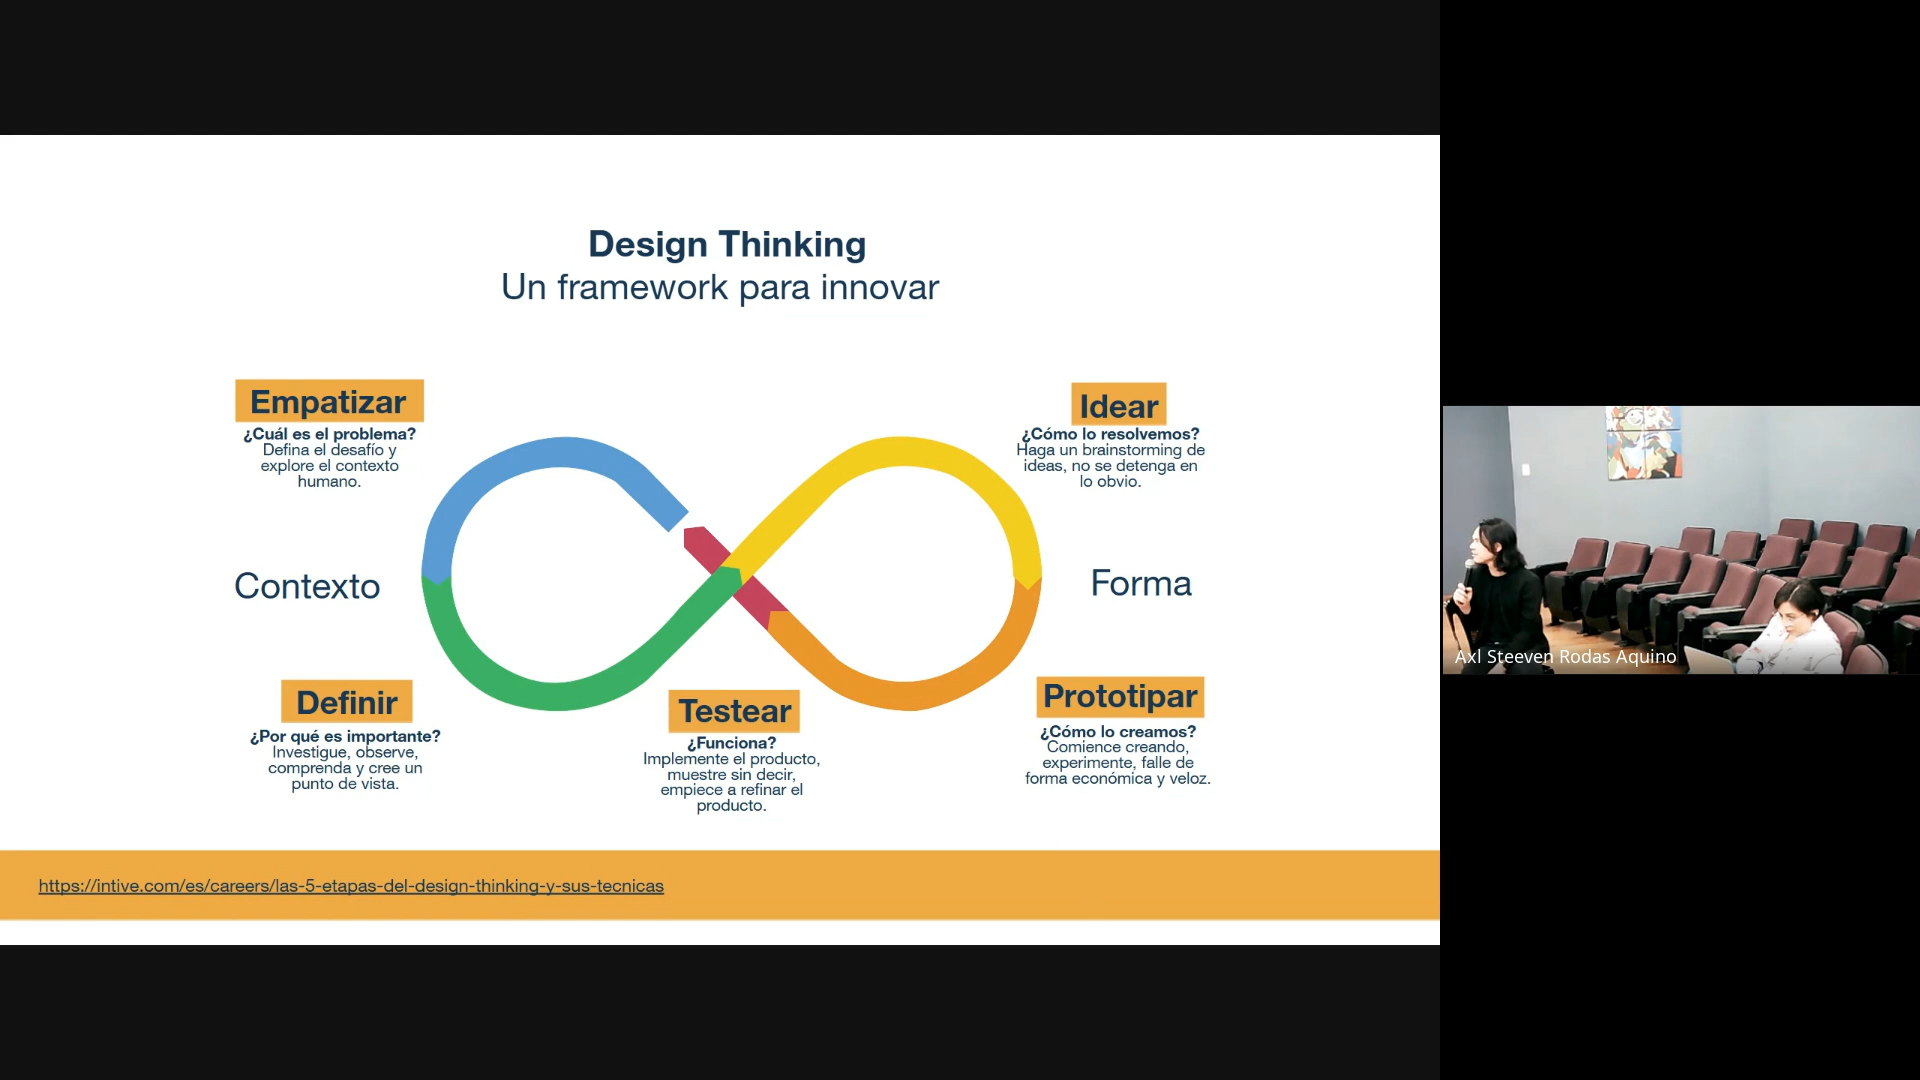 Design Thinking
Un framework para innovar
Empatizar
¿Cuál es el problema?
Defina el desafío y
explore el contexto
humano.
Idear
¿Cómo lo resolvemos?
Haga un brainstorming de
ideas, no se detenga en
lo obvio.
Contexto
Forma
Definir
¿Por qué es importante?
Investigue, observe,
comprenda y cree un
punto de vista.
Testear
¿Funciona?
Implemente el producto,
muestre sin decir,
empiece a refinar el
producto.
Prototipar
¿Cómo lo creamos?
Comience creando,
experimente, falle de
forma económica y veloz.
https://intive.com/es/careers/las-5-etapas-del-design-thinking-y-sus-tecnicas
Axl Steeven Rodas Aquino